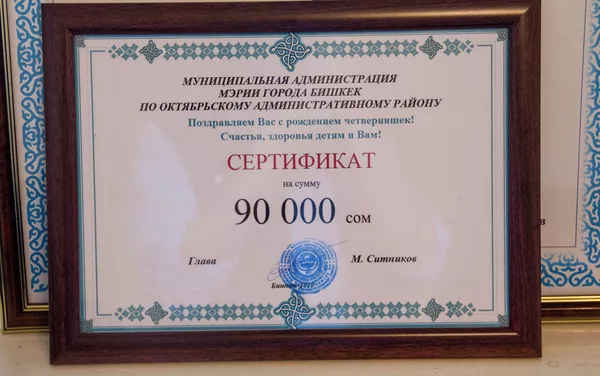 МУНИЦИПАЛЬНАЯ АДМИНИСТРАЦИЯ
МЭРИИ ГОРОДА БИШКЕК
ПО ОКТЯБРЬСКОМУ АДМИНИСТРАТИВНОМУ РАЙОНУ
Поздравляем Вас с рождением четверняшек!
Счастья, здоровья детям и Вам!
СЕРТИФИКАТ
на сумму
90 000 сом
Глава М. Ситников
Бишкек